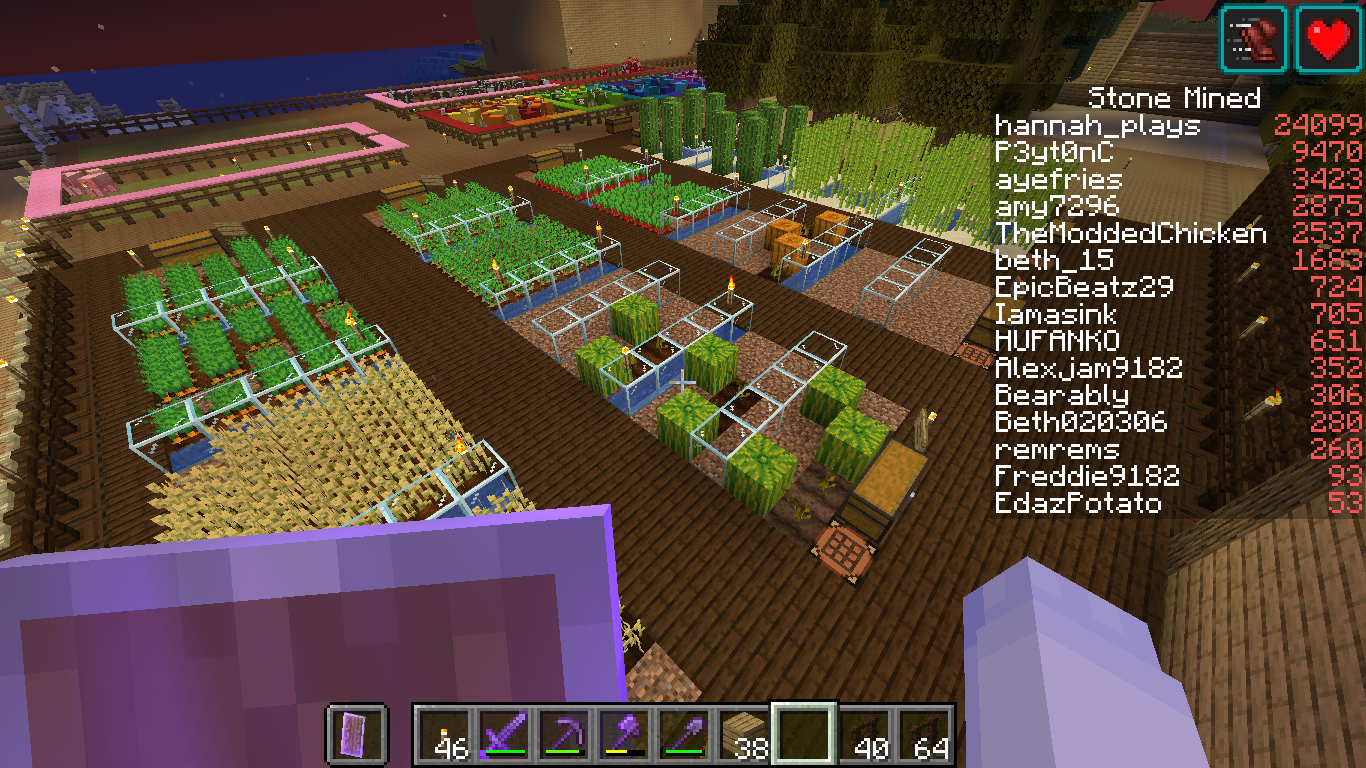 Stone Mined
hannah_plays 24099
P3yt0nC 9470
ayefries 3423
amy7296 2875
TheModdedChicken 2537
beth_15 1683
EpicBeatz29 724
Iamasink 705
HUFANKO 651
Alexjam9182 352
Bearably 306
Beth020306 280
remrems 260
Freddie9182 93
EdazPotato 53
46 38 40 64